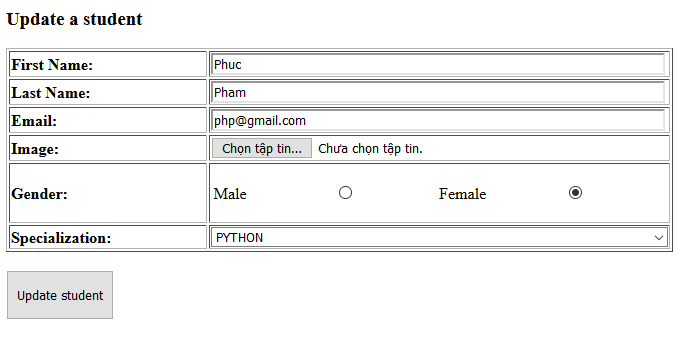 Update a student
First Name: Phuc
Last Name: Pham
Email: php@gmail.com
Image: Chọn tập tin... Chưa chọn tập tin.
Gender: Male Female
Specialization: PYTHON
Update student